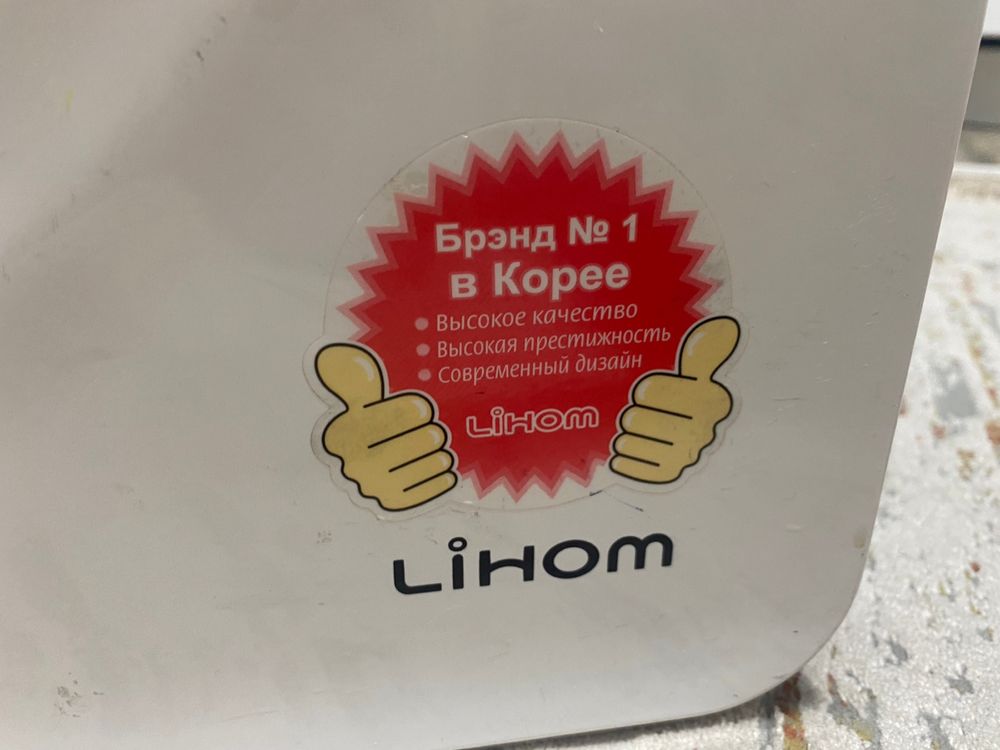 Брэнд № 1
в Корее
• Высокое качество
• Высокая престижность
• Современный дизайн
LiHOM
LiHOM